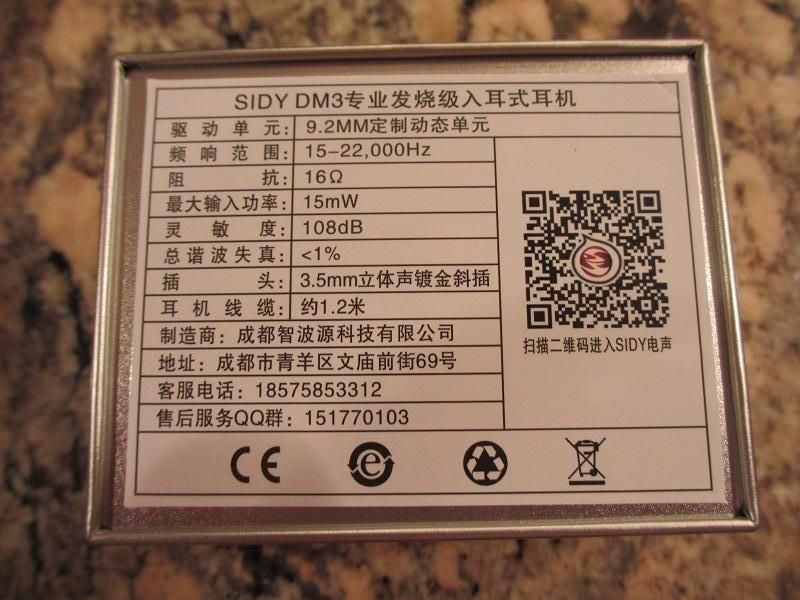 SIDY DM3专业发烧级入耳式耳机
驱动单元：9.2MM定制动态单元
频响范围：15-22,000Hz
阻抗：16Ω
最大输入功率：15mW
灵敏度：108dB
总谐波失真：<1%
插头：3.5mm立体声镀金斜插
耳机线缆：约1.2米
制造商：成都智波源科技有限公司
地址：成都市青羊区文庙前街69号
客服电话：18575853312
售后服务QQ群：151770103
扫描二维码进入SIDY电声
CE
e